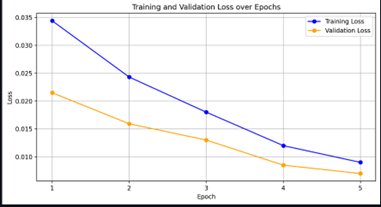 Training and Validation Loss over Epochs
0.035
Training Loss
Validation Loss
0.030
0.025
Loss
0.020
0.015
0.010
1 2 3 4 5
Epoch